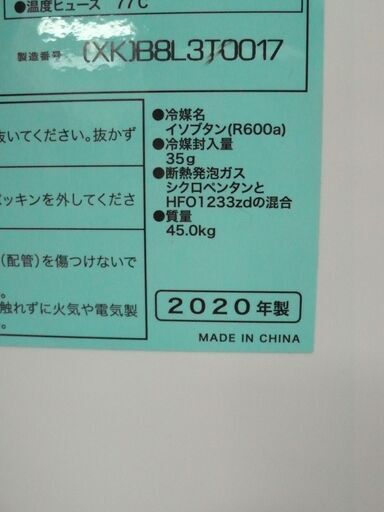 ●温度ヒューズ 77℃
製造番号 (XK)B8L3T0017
●冷媒名
イソブタン(R600a)
●冷媒封入量
35g
●断熱発泡ガス
シクロペンタンと
HFO1233zdの混合
●質量
45.0kg
いてください。抜かず
パッキンを外してくださ
(配管)を傷つけないで
。
触れずに火気や電気製
。
2020年製
MADE IN CHINA